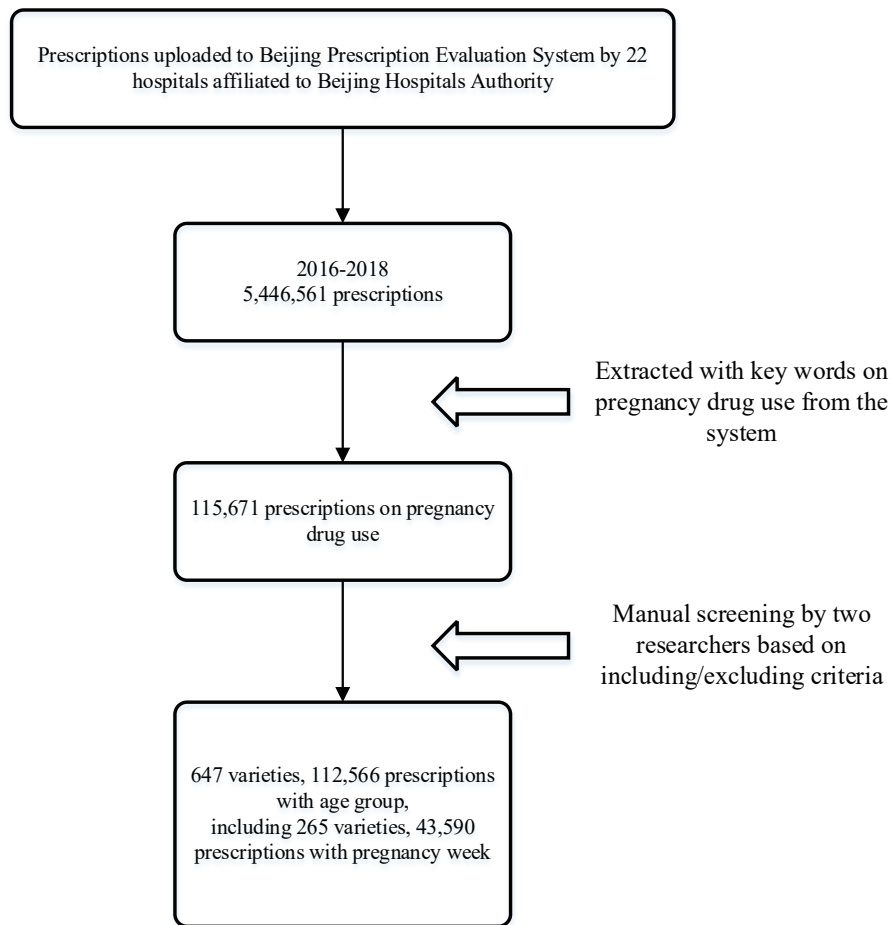 Prescriptions uploaded to Beijing Prescription Evaluation System by 22
hospitals affiliated to Beijing Hospitals Authority
2016-2018
5,446,561 prescriptions
Extracted with key words on
pregnancy drug use from the
system
115,671 prescriptions on pregnancy
drug use
Manual screening by two
researchers based on
including/excluding criteria
647 varieties, 112,566 prescriptions
with age group,
including 265 varieties, 43,590
prescriptions with pregnancy week